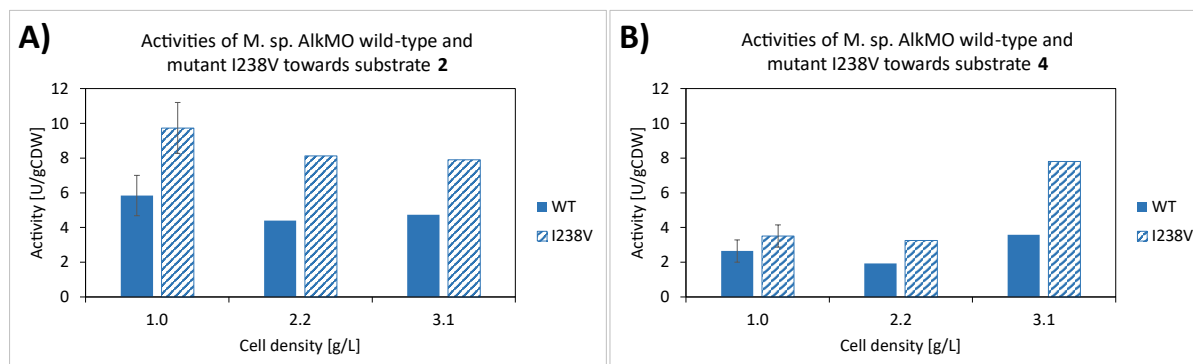 A)
Activities of M. sp. AlkMO wild-type and
mutant I238V towards substrate 2
12
10
8
6
4
2
0
Activity [U/gCDW]
1.0
2.2
3.1
Cell density [g/L]
WT
I238V
B)
Activities of M. sp. AlkMO wild-type and
mutant I238V towards substrate 4
12
10
8
6
4
2
0
Activity [U/gCDW]
1.0
2.2
3.1
Cell density [g/L]
WT
I238V